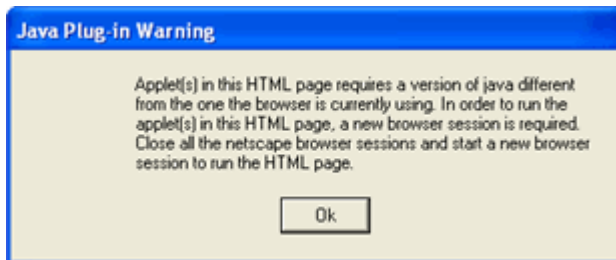 Java Plug-in Warning
Applet(s) in this HTML page requires a version of java different
from the one the browser is currently using. In order to run the
applet(s) in this HTML page, a new browser session is required.
Close all the netscape browser sessions and start a new browser
session to run the HTML page.
Ok